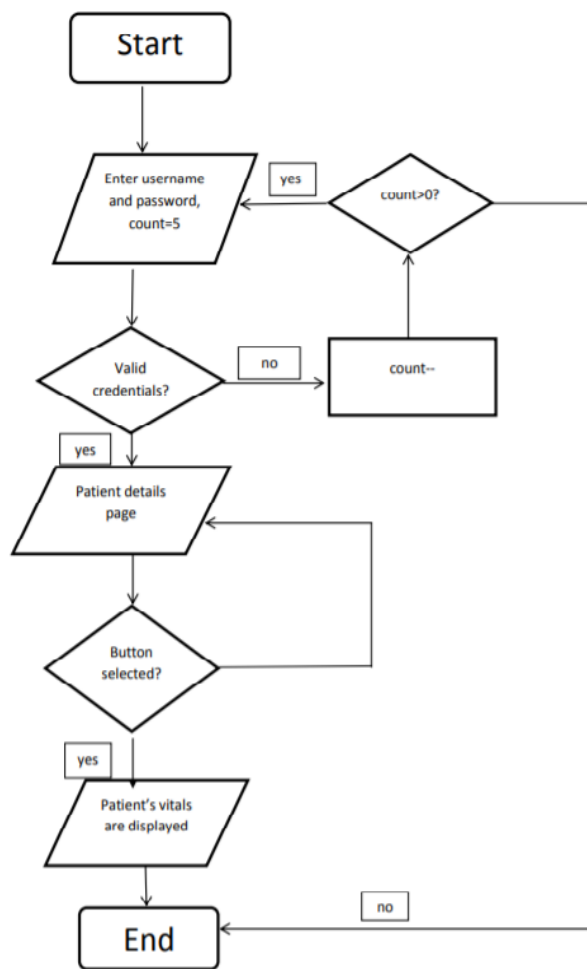 Start
Enter username
and password,
count=5
yes
count>0?
Valid
credentials?
no
count--
yes
Patient details
page
Button
selected?
yes
Patient's vitals
are displayed
no
End